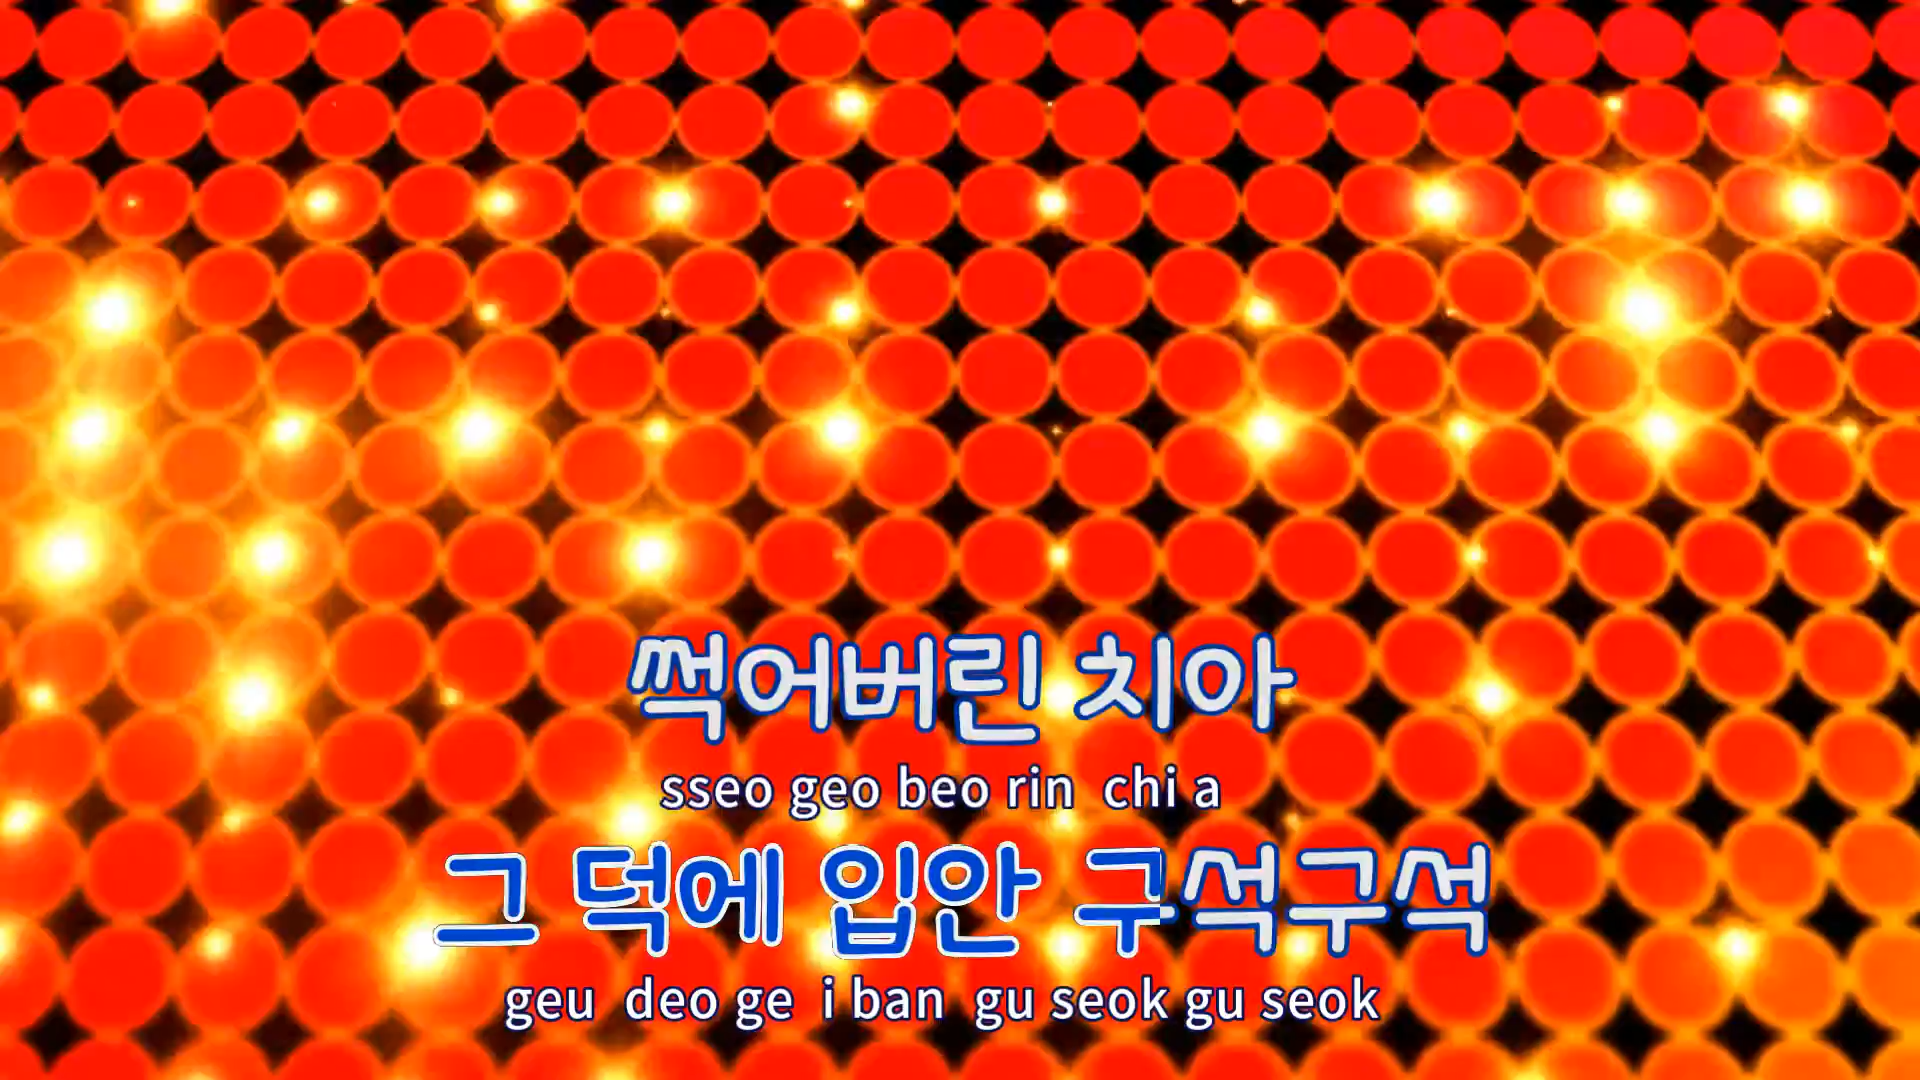 썩어버린 치아
sseo geo beo rin chi a
그 덕에 입안 구석구석
geu deo ge i ban gu seok gu seok